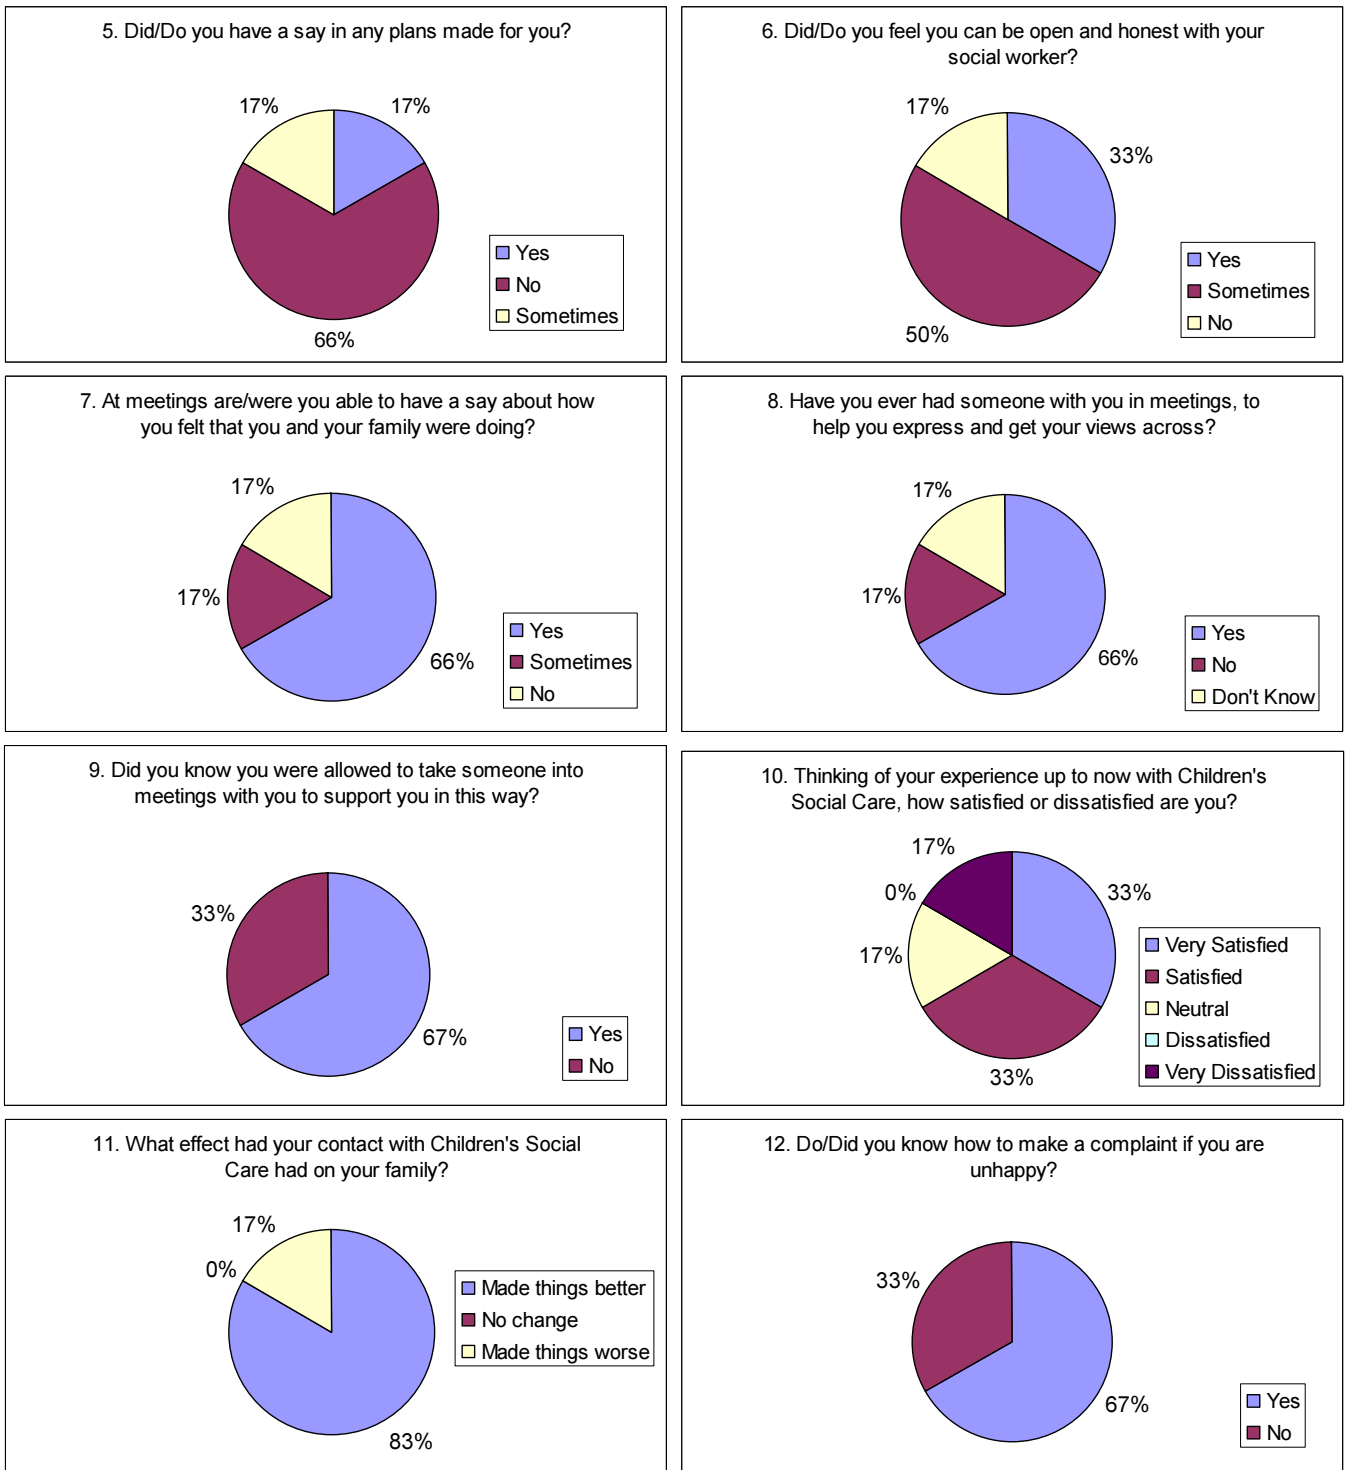 5. Did/Do you have a say in any plans made for you?
17%
17%
66%
Yes
No
Sometimes
6. Did/Do you feel you can be open and honest with your
social worker?
17%
33%
50%
Yes
Sometimes
No
7. At meetings are/were you able to have a say about how
you felt that you and your family were doing?
17%
17%
66%
Yes
Sometimes
No
8. Have you ever had someone with you in meetings, to
help you express and get your views across?
17%
17%
66%
Yes
No
Don't Know
9. Did you know you were allowed to take someone into
meetings with you to support you in this way?
33%
67%
Yes
No
10. Thinking of your experience up to now with Children's
Social Care, how satisfied or dissatisfied are you?
17%
0%
33%
17%
33%
Very Satisfied
Satisfied
Neutral
Dissatisfied
Very Dissatisfied
11. What effect had your contact with Children's Social
Care had on your family?
17%
0%
83%
Made things better
No change
Made things worse
12. Do/Did you know how to make a complaint if you are
unhappy?
33%
67%
Yes
No